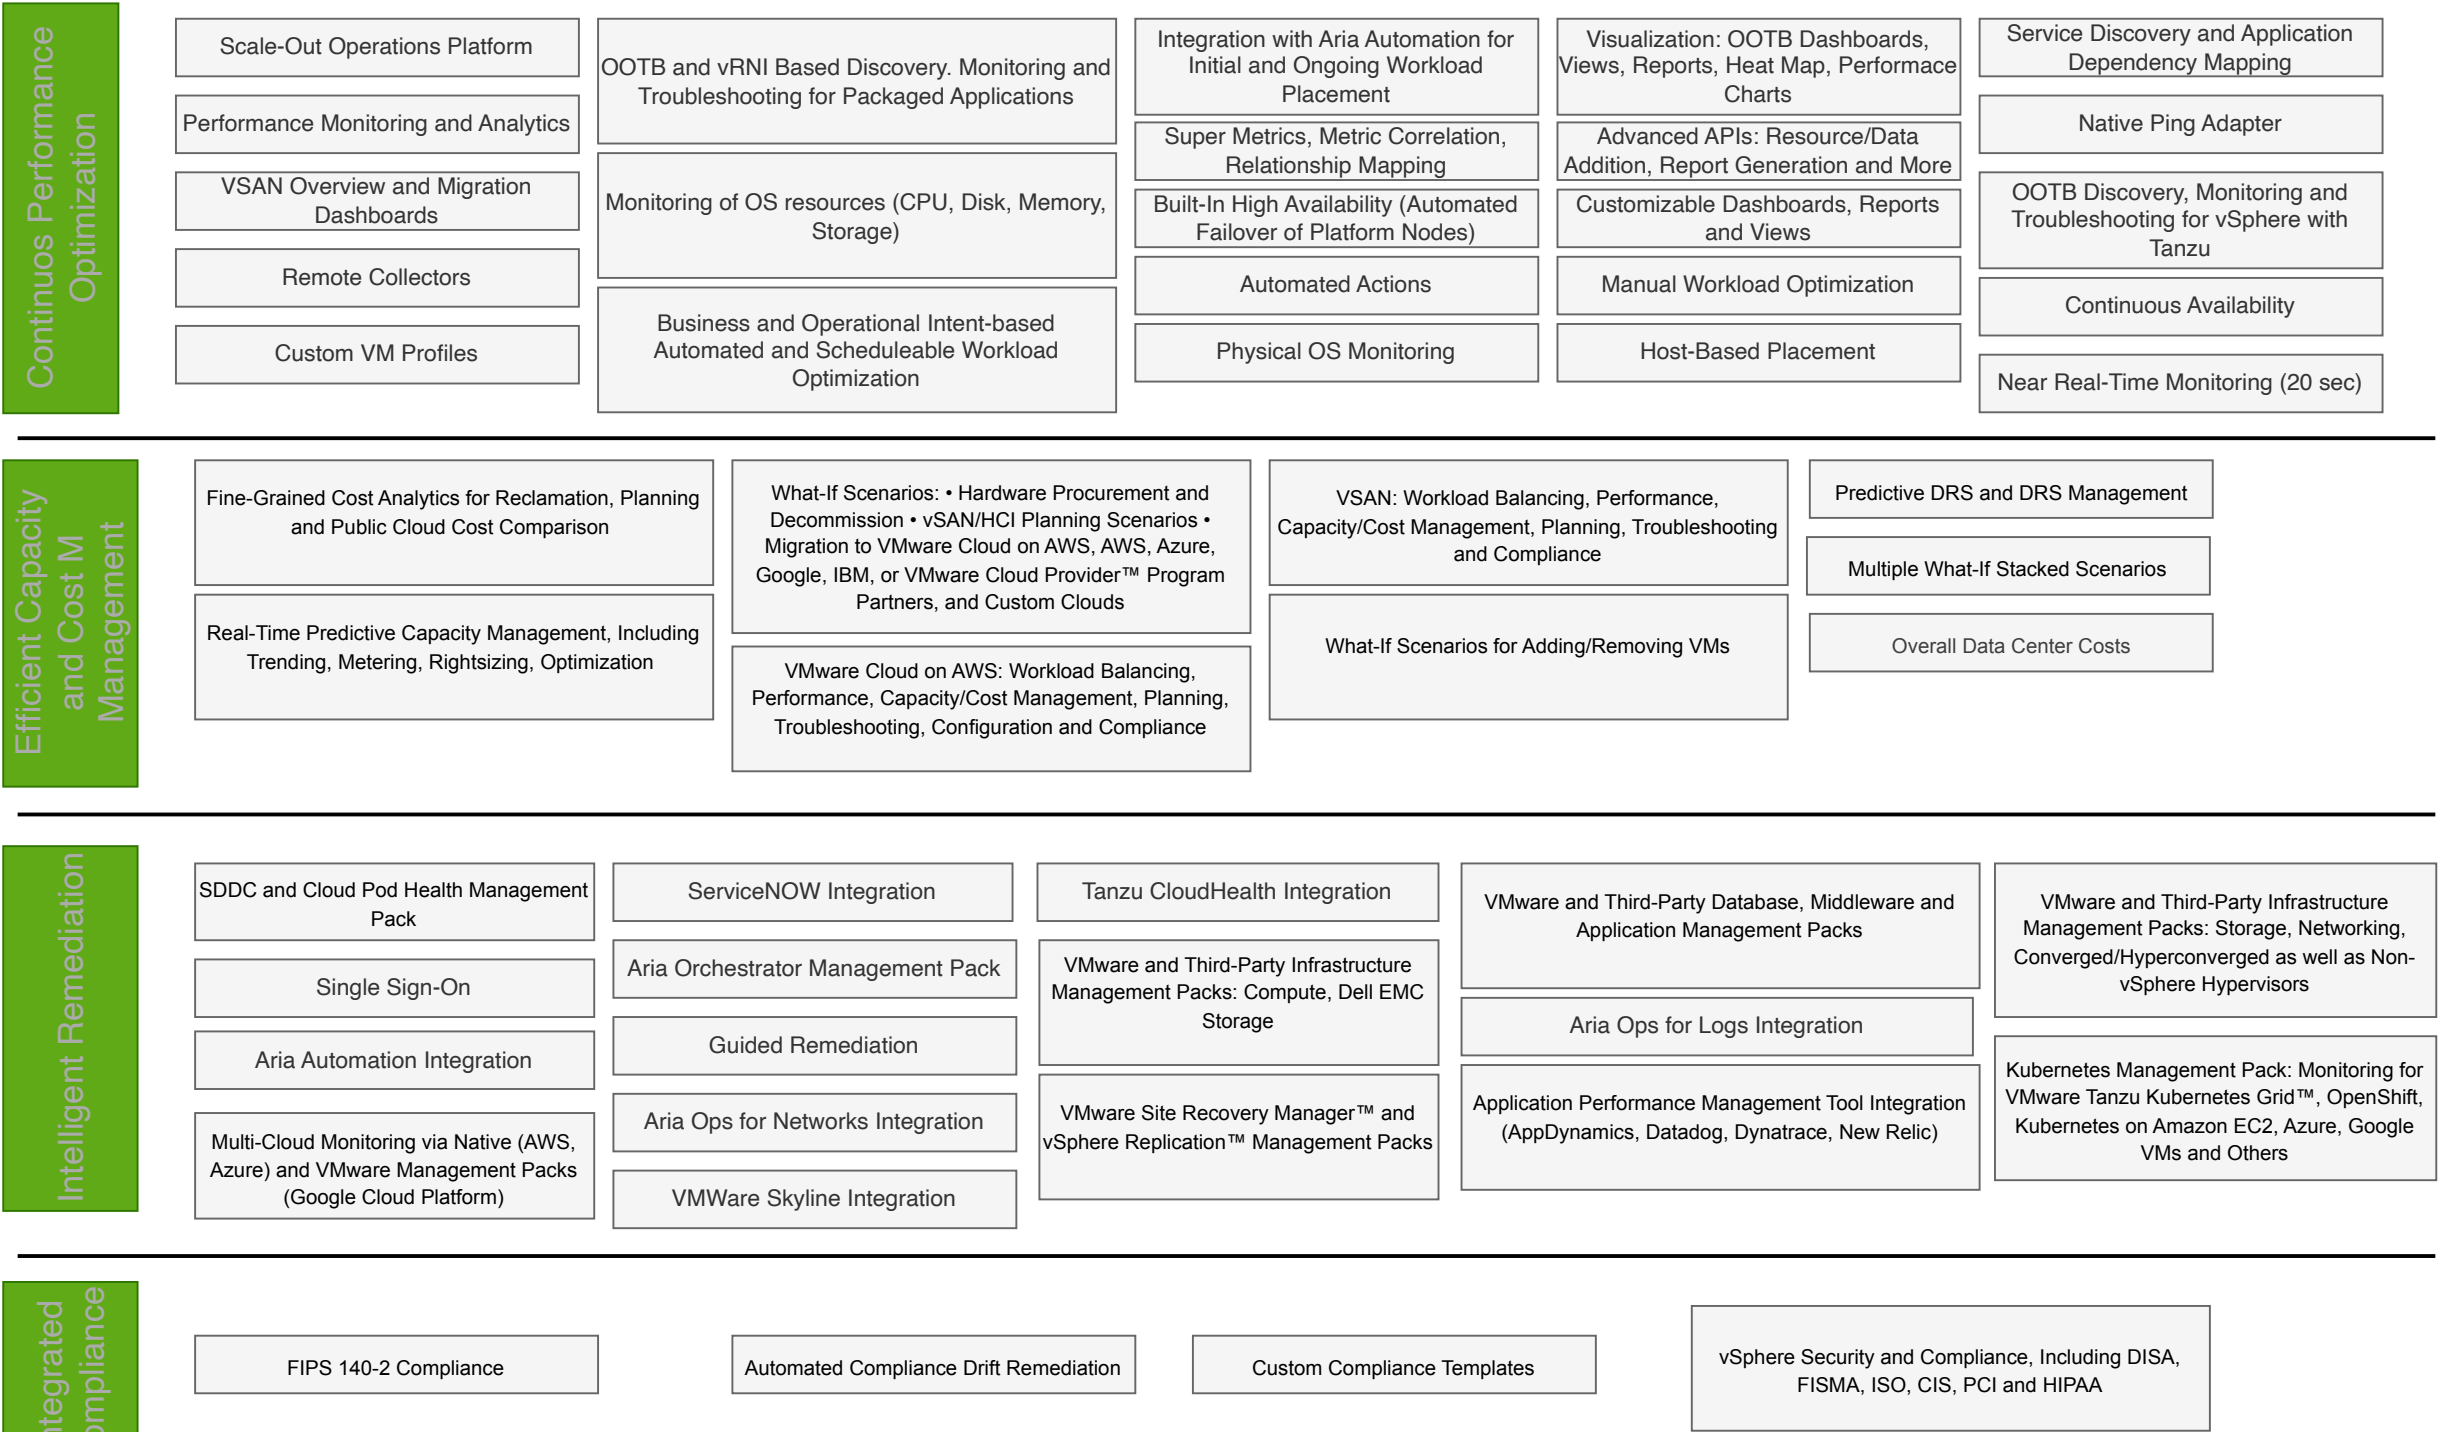 Continuos Performance
Optimization
Scale-Out Operations Platform
Performance Monitoring and Analytics
VSAN Overview and Migration
Dashboards
Remote Collectors
Custom VM Profiles
OOTB and vRNI Based Discovery. Monitoring and
Troubleshooting for Packaged Applications
Monitoring of OS resources (CPU, Disk, Memory,
Storage)
Business and Operational Intent-based
Automated and Scheduleable Workload
Optimization
Integration with Aria Automation for
Initial and Ongoing Workload
Placement
Super Metrics, Metric Correlation,
Relationship Mapping
Built-In High Availability (Automated
Failover of Platform Nodes)
Automated Actions
Physical OS Monitoring
Visualization: OOTB Dashboards,
Views, Reports, Heat Map, Performace
Charts
Advanced APIs: Resource/Data
Addition, Report Generation and More
Customizable Dashboards, Reports
and Views
Manual Workload Optimization
Host-Based Placement
Service Discovery and Application
Dependency Mapping
Native Ping Adapter
OOTB Discovery, Monitoring and
Troubleshooting for vSphere with
Tanzu
Continuous Availability
Near Real-Time Monitoring (20 sec)
Efficient Capacity
and Cost M
Management
Fine-Grained Cost Analytics for Reclamation, Planning
and Public Cloud Cost Comparison
Real-Time Predictive Capacity Management, Including
Trending, Metering, Rightsizing, Optimization
What-If Scenarios: • Hardware Procurement and
Decommission • vSAN/HCI Planning Scenarios •
Migration to VMware Cloud on AWS, AWS, Azure,
Google, IBM, or VMware Cloud Provider™ Program
Partners, and Custom Clouds
VMware Cloud on AWS: Workload Balancing,
Performance, Capacity/Cost Management, Planning,
Troubleshooting, Configuration and Compliance
VSAN: Workload Balancing, Performance,
Capacity/Cost Management, Planning, Troubleshooting
and Compliance
What-If Scenarios for Adding/Removing VMs
Predictive DRS and DRS Management
Multiple What-If Stacked Scenarios
Overall Data Center Costs
Intelligent Remediation
SDDC and Cloud Pod Health Management
Pack
Single Sign-On
Aria Automation Integration
Multi-Cloud Monitoring via Native (AWS,
Azure) and VMware Management Packs
(Google Cloud Platform)
ServiceNOW Integration
Aria Orchestrator Management Pack
Guided Remediation
Aria Ops for Networks Integration
VMWare Skyline Integration
Tanzu CloudHealth Integration
VMware and Third-Party Infrastructure
Management Packs: Compute, Dell EMC
Storage
VMware Site Recovery Manager™ and
vSphere Replication™ Management Packs
VMware and Third-Party Database, Middleware and
Application Management Packs
Aria Ops for Logs Integration
Application Performance Management Tool Integration
(AppDynamics, Datadog, Dynatrace, New Relic)
VMware and Third-Party Infrastructure
Management Packs: Storage, Networking,
Converged/Hyperconverged as well as Non-
vSphere Hypervisors
Kubernetes Management Pack: Monitoring for
VMware Tanzu Kubernetes Grid™, OpenShift,
Kubernetes on Amazon EC2, Azure, Google
VMs and Others
ntegrated
ompliance
FIPS 140-2 Compliance
Automated Compliance Drift Remediation
Custom Compliance Templates
vSphere Security and Compliance, Including DISA,
FISMA, ISO, CIS, PCI and HIPAA